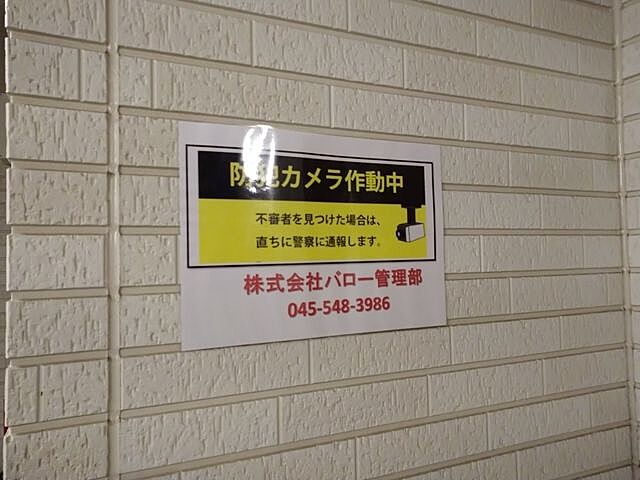 防犯カメラ作動中
不審者を見つけた場合は、
直ちに警察に通報します。
株式会社バロー管理部
045-548-3986